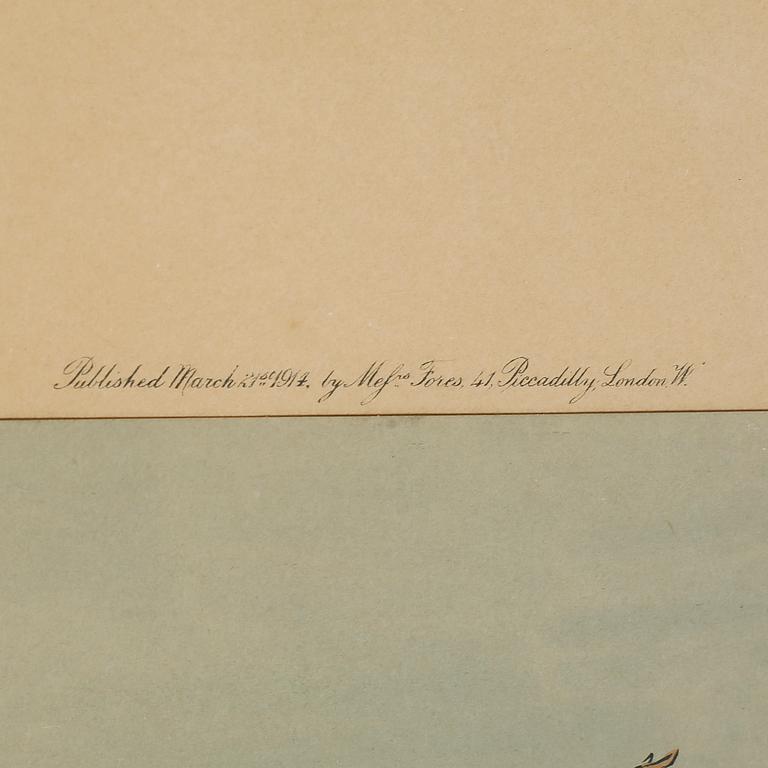 Published March 21st 1914. by Messrs Fores, 41, Piccadilly, London, W.